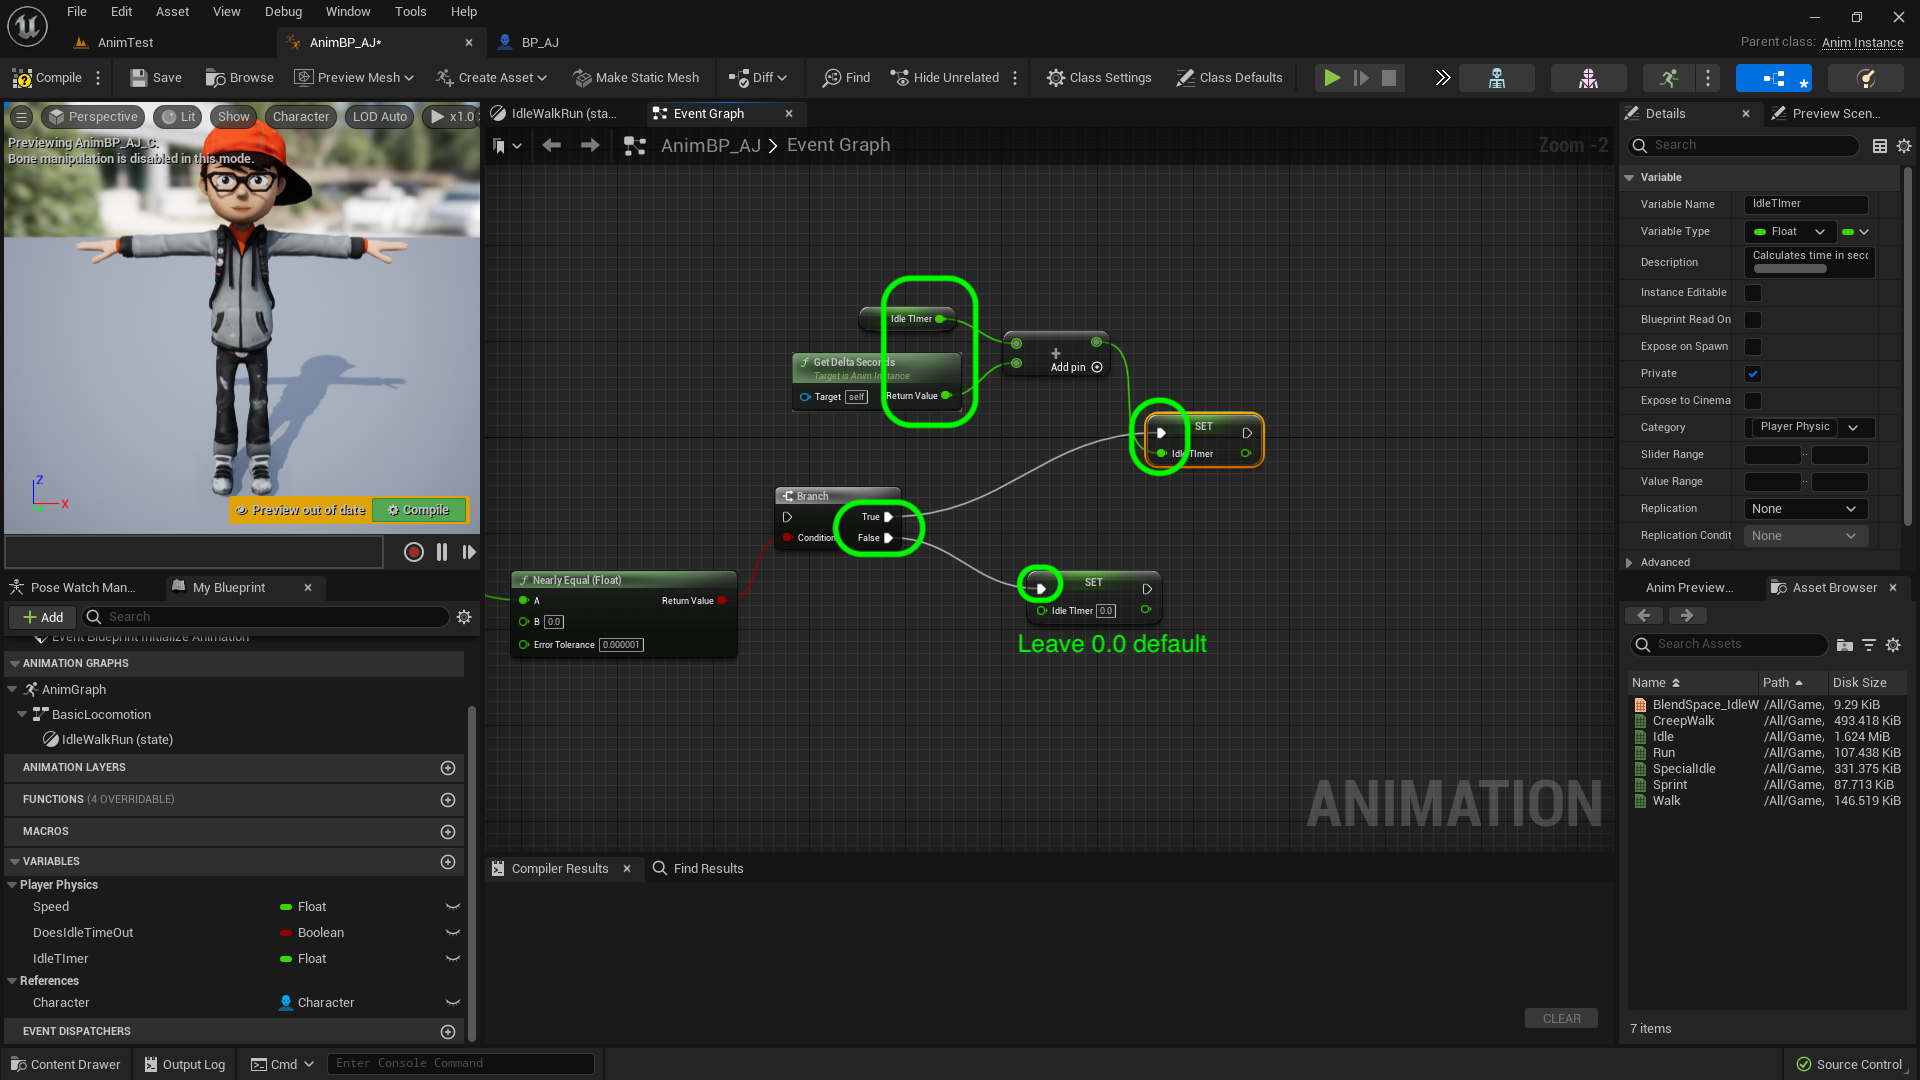 File Edit Asset View Debug Window Tools Help
AnimTest AnimBP_AJ* BP_AJ
Parent class: Anim Instance
Compile Save Browse Preview Mesh Create Asset Make Static Mesh Diff Find Hide Unrelated Class Settings Class Defaults
Perspective Lit Show Character LOD Auto x1.0
Previewing AnimBP_AJ_C.
Bone manipulation is disabled in this mode.
Z
X
Y
Preview out of date Compile
IdleWalkRun (sta... Event Graph
AnimBP_AJ > Event Graph
Zoom -2
Idle TImer
Get Delta Seconds
Target is Anim Instance
Target self Return Value
Add pin
SET
Idle TImer
Branch
True
Condition False
Nearly Equal (Float)
A Return Value
B 0.0
Error Tolerance 0.000001
SET
Idle TImer 0.0
Leave 0.0 default
ANIMATION
Compiler Results Find Results
CLEAR
Pose Watch Man... My Blueprint
Add Search
Event Blueprint Initialize Animation
ANIMATION GRAPHS
AnimGraph
BasicLocomotion
IdleWalkRun (state)
ANIMATION LAYERS
FUNCTIONS (4 OVERRIDABLE)
MACROS
VARIABLES
Player Physics
Speed Float
DoesIdleTimeOut Boolean
IdleTImer Float
References
Character Character
EVENT DISPATCHERS
Details Preview Scen...
Search
Variable
Variable Name IdleTImer
Variable Type Float
Description Calculates time in secc
Instance Editable
Blueprint Read On
Expose on Spawn
Private
Expose to Cinema
Category Player Physic
Slider Range
Value Range
Replication None
Replication Condit None
Advanced
Anim Preview... Asset Browser
Search Assets
Name Path Disk Size
BlendSpace_IdleW /All/Game, 9.29 KiB
CreepWalk /All/Game, 493.418 KiB
Idle /All/Game, 1.624 MiB
Run /All/Game, 107.438 KiB
SpecialIdle /All/Game, 331.375 KiB
Sprint /All/Game, 87.713 KiB
Walk /All/Game, 146.519 KiB
7 items
Content Drawer Output Log Cmd Enter Console Command
Source Control